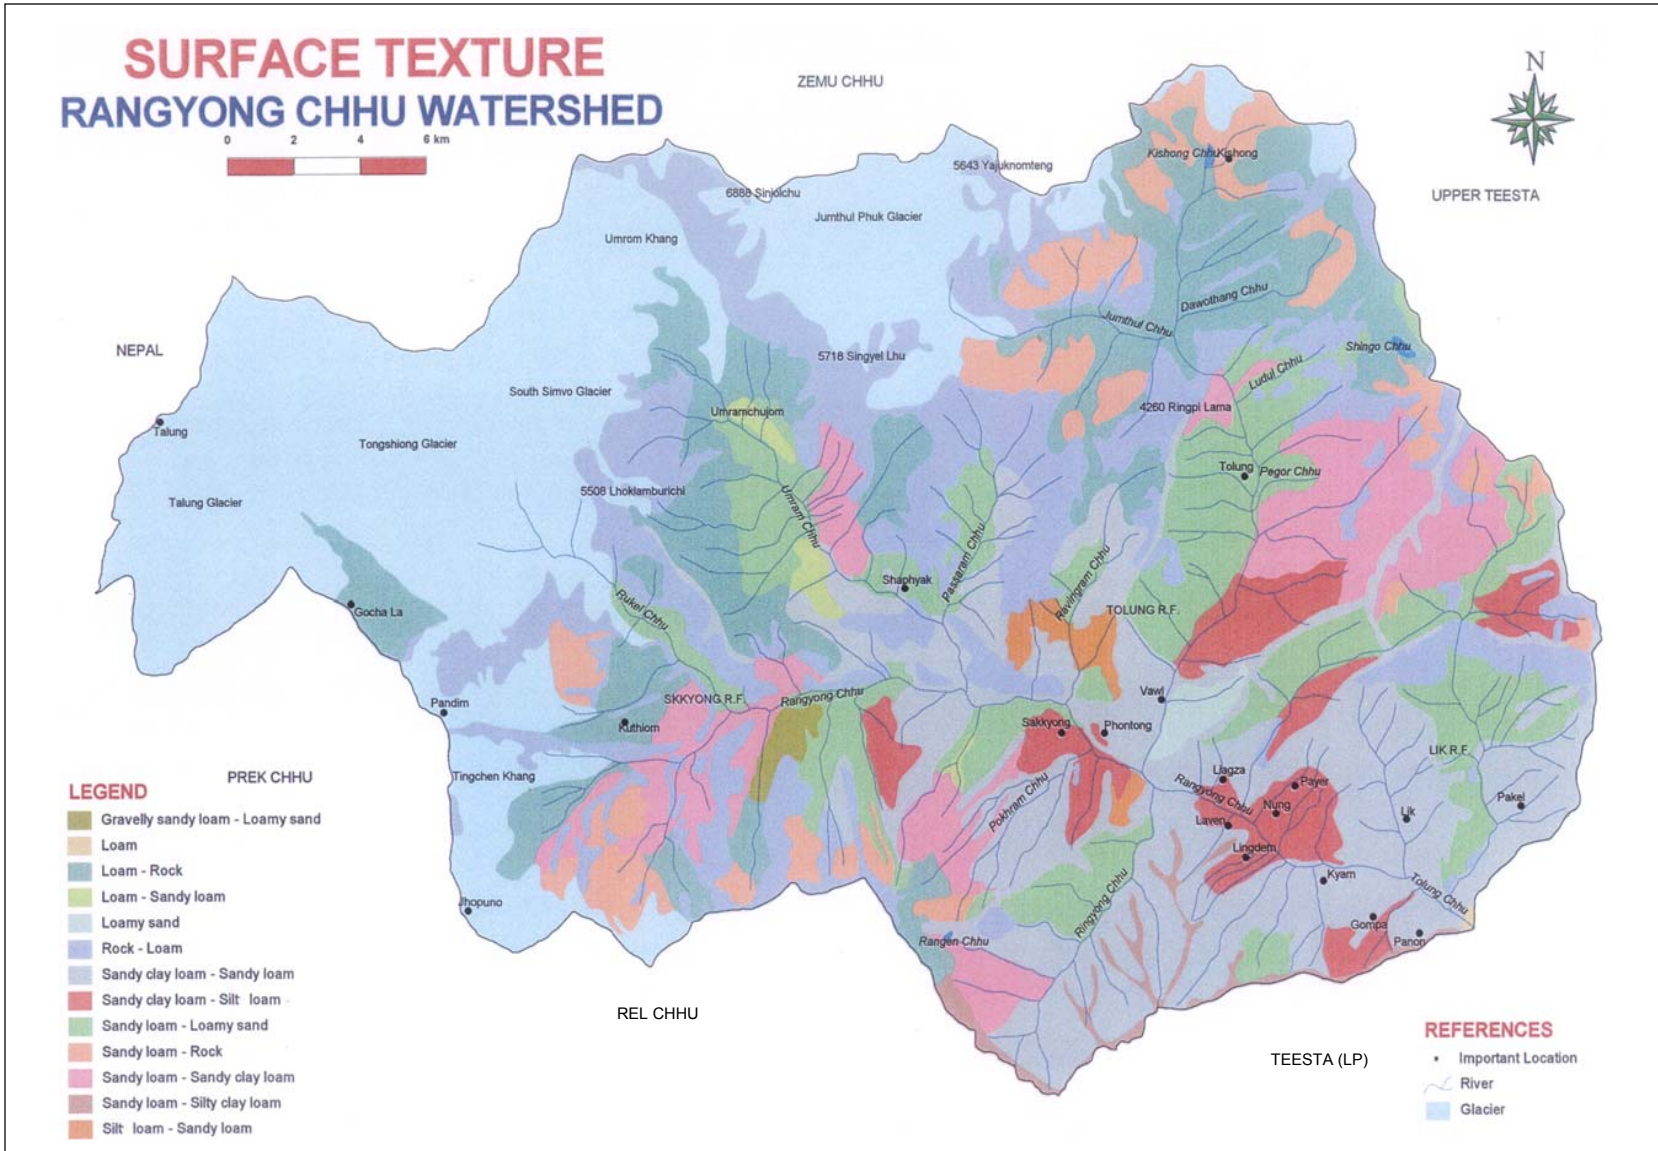 SURFACE TEXTURE
RANGYONG CHHU WATERSHED
0 2 4 6 km
ZEMU CHHU
N
UPPER TEESTA
NEPAL
PREK CHHU
REL CHHU
TEESTA (LP)
Kishong Chhu
Kishong
5643 Yajuknomteng
6888 Siniolchu
Jumthul Phuk Glacier
Umrom Khang
Dawothang Chhu
Jumthul Chhu
Shingo Chhu
5718 Singyel Lhu
Ludul Chhu
South Simvo Glacier
4260 Ringpi Lama
Umramchujom
Talung
Tongshiong Glacier
Tolung
Pegor Chhu
5508 Lhoklamburichi
Talung Glacier
Umram Chhu
Passaram Chhu
Ravingram Chhu
Shaphyak
Rukel Chhu
Gocha La
TOLUNG R.F.
SKKYONG R.F.
Rangyong Chhu
Vawl
Pandim
Kuthiom
Sakkyong
Phontong
LIK R.F.
Tingchen Khang
Liagza
Rangyong Chhu
Payer
Pakel
Pokhram Chhu
Nung
Laven
Lik
Lingdem
Kyam
Tolung Chhu
Ringyong Chhu
Jhopuno
Gompa
Panon
Rangen Chhu
LEGEND
Gravelly sandy loam - Loamy sand
Loam
Loam - Rock
Loam - Sandy loam
Loamy sand
Rock - Loam
Sandy clay loam - Sandy loam
Sandy clay loam - Silt loam
Sandy loam - Loamy sand
Sandy loam - Rock
Sandy loam - Sandy clay loam
Sandy loam - Silty clay loam
Silt loam - Sandy loam
REFERENCES
Important Location
River
Glacier